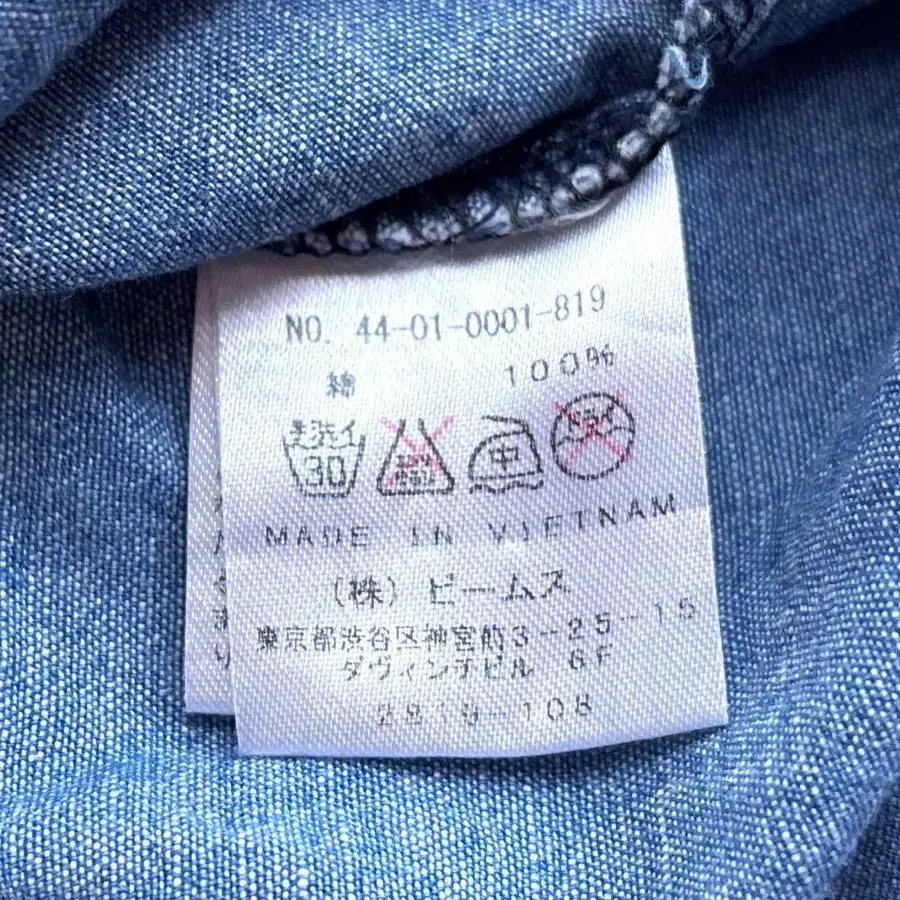 NO. 44-01-0001-819
綿 100%
手洗イ
30
中
MADE IN VIETNAM
(株) ビームス
東京都渋谷区神宮前3-25-15
ダヴィンチビル 6F
2819-108